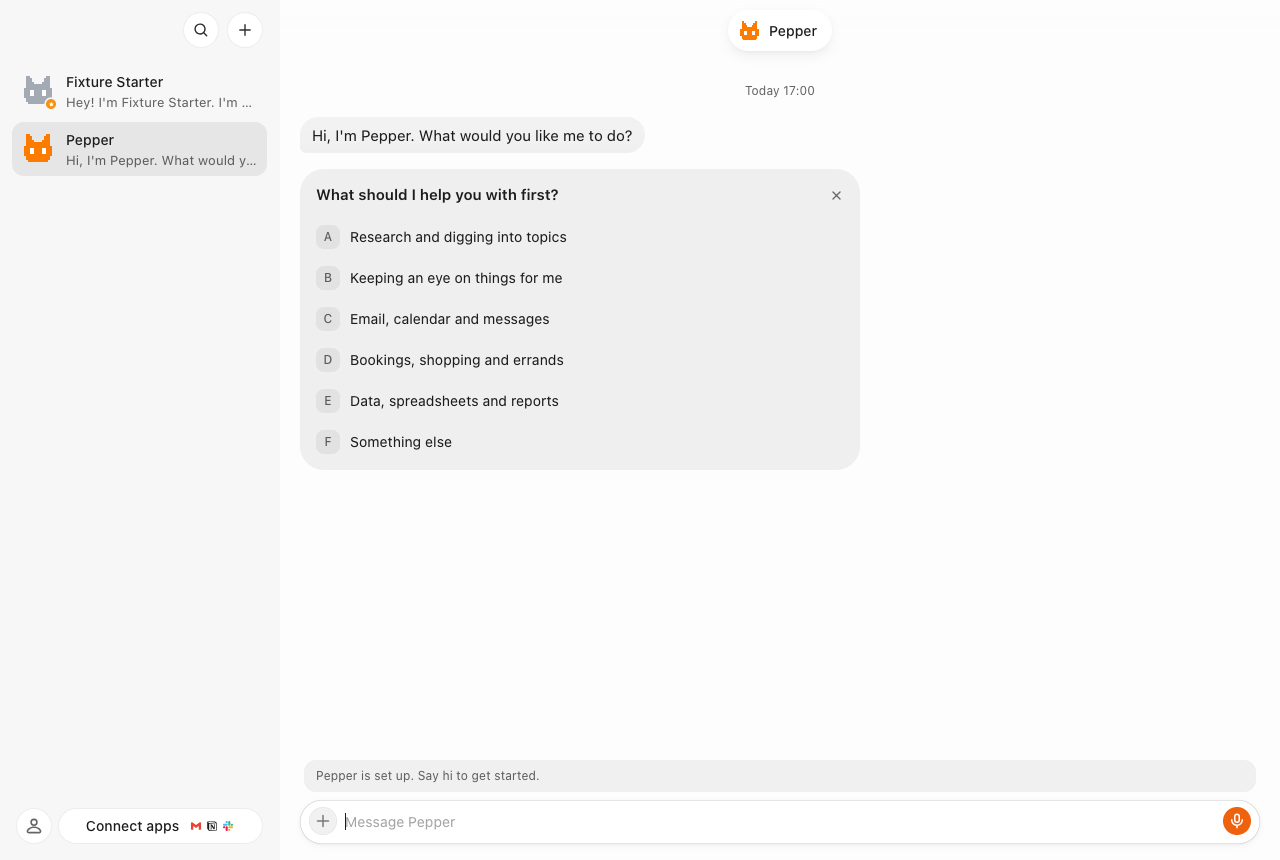 Fixture Starter
Hey! I'm Fixture Starter. I'm ...
Pepper
Hi, I'm Pepper. What would y...
Connect apps
Pepper
Today 17:00
Hi, I'm Pepper. What would you like me to do?
What should I help you with first?
A Research and digging into topics
B Keeping an eye on things for me
C Email, calendar and messages
D Bookings, shopping and errands
E Data, spreadsheets and reports
F Something else
Pepper is set up. Say hi to get started.
Message Pepper